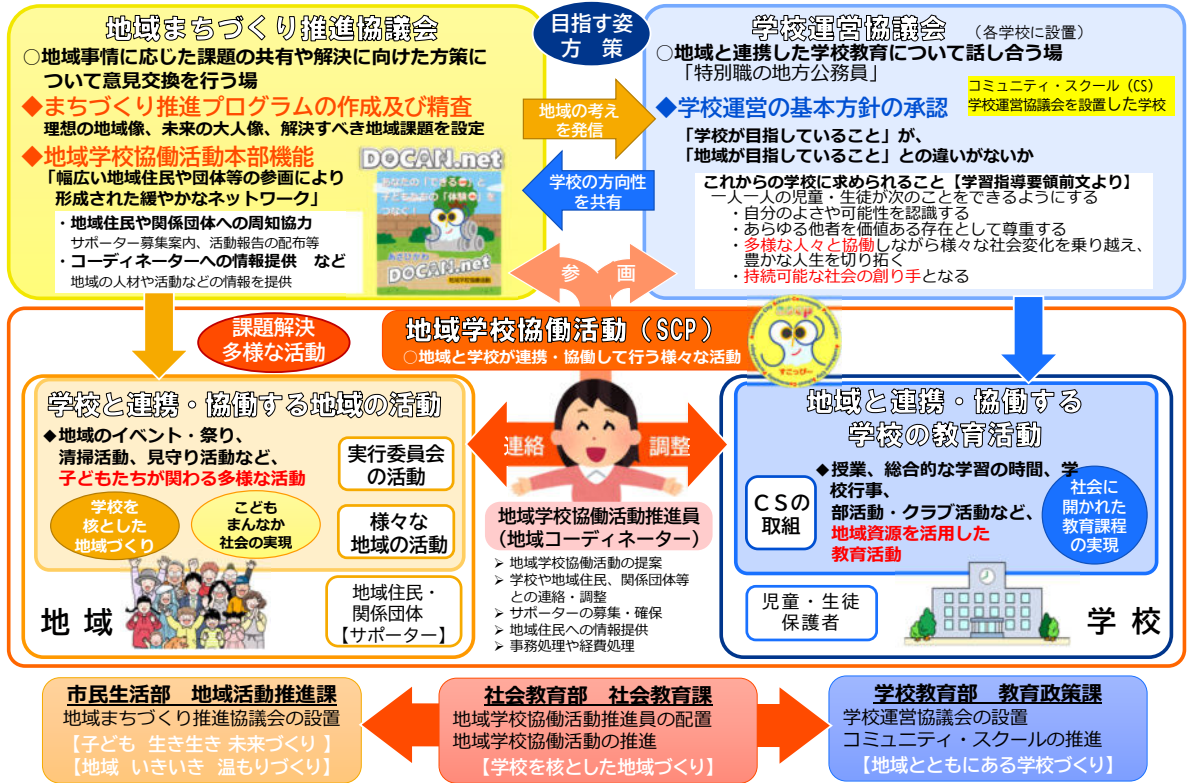 地域まちづくり推進協議会
○地域事情に応じた課題の共有や解決に向けた方策に
ついて意見交換を行う場
◆まちづくり推進プログラムの作成及び精査
理想の地域像、未来の大人像、解決すべき地域課題を設定
◆地域学校協働活動本部機能
「幅広い地域住民や団体等の参画により
形成された緩やかなネットワーク」
・地域住民や関係団体への周知協力
サポーター募集案内、活動報告の配布等
・コーディネーターへの情報提供 など
地域の人材や活動などの情報を提供
DOCAN.net
あなたの「できる
」と
子どもたちの「体験
」を
つなぐ！
あさひかわ
DOCAN.net
地域学校協働活動
目指す姿
方 策
地域の考え
を発信
学校の方向性
を共有
参 画
学校運営協議会 (各学校に設置)
○地域と連携した学校教育について話し合う場
「特別職の地方公務員」
コミュニティ・スクール（CS）
学校運営協議会を設置した学校
◆学校運営の基本方針の承認
「学校が目指していること」が、
「地域が目指していること」との違いがないか
これからの学校に求められること【学習指導要領前文より】
一人一人の児童・生徒が次のことをできるようにする
・自分のよさや可能性を認識する
・あらゆる他者を価値ある存在として尊重する
・多様な人々と協働しながら様々な社会変化を乗り越え、
豊かな人生を切り拓く
・持続可能な社会の創り手となる
課題解決
多様な活動
地域学校協働活動（SCP）
○地域と学校が連携・協働して行う様々な活動
sccp
すこっぴー
学校と連携・協働する地域の活動
◆地域のイベント・祭り、
清掃活動、見守り活動など、
子どもたちが関わる多様な活動
学校を
核とした
地域づくり
こども
まんなか
社会の実現
実行委員会
の活動
様々な
地域の活動
地域住民・
関係団体
【サポーター】
地 域
連絡
調整
地域学校協働活動推進員
（地域コーディネーター）
➢ 地域学校協働活動の提案
➢ 学校や地域住民、関係団体等
との連絡・調整
➢ サポーターの募集・確保
➢ 地域住民への情報提供
➢ 事務処理や経費処理
地域と連携・協働する
学校の教育活動
CSの
取組
◆授業、総合的な学習の時間、学
校行事、
部活動・クラブ活動など、
地域資源を活用した
教育活動
社会に
開かれた
教育課程
の実現
児童・生徒
保護者
学 校
市民生活部 地域活動推進課
地域まちづくり推進協議会の設置
【子ども 生き生き 未来づくり 】
【地域 いきいき 温もりづくり】
社会教育部 社会教育課
地域学校協働活動推進員の配置
地域学校協働活動の推進
【学校を核とした地域づくり】
学校教育部 教育政策課
学校運営協議会の設置
コミュニティ・スクールの推進
【地域とともにある学校づくり】